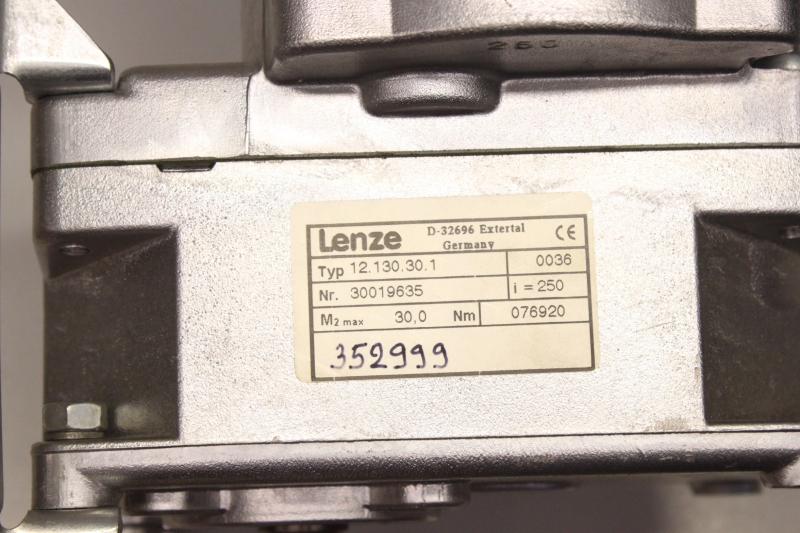 280
Lenze D-32696 Extertal CE
Germany
Typ 12.130.30.1 0036
Nr. 30019635 i = 250
M2 max 30,0 Nm 076920
352999